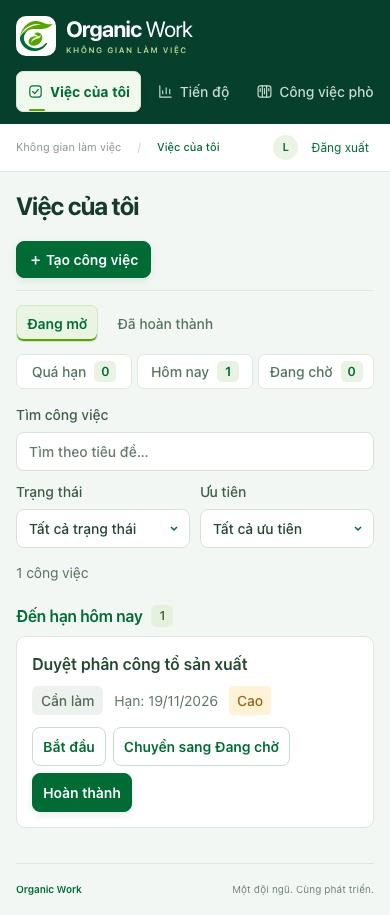 Organic Work
KHÔNG GIAN LÀM VIỆC
Việc của tôi
Tiến độ
Công việc phò
Không gian làm việc / Việc của tôi
L
Đăng xuất
Việc của tôi
+ Tạo công việc
Đang mở
Đã hoàn thành
Quá hạn 0
Hôm nay 1
Đang chờ 0
Tìm công việc
Tìm theo tiêu đề...
Trạng thái
Ưu tiên
Tất cả trạng thái
Tất cả ưu tiên
1 công việc
Đến hạn hôm nay 1
Duyệt phân công tổ sản xuất
Cần làm
Hạn: 19/11/2026
Cao
Bắt đầu
Chuyển sang Đang chờ
Hoàn thành
Organic Work
Một đội ngũ. Cùng phát triển.